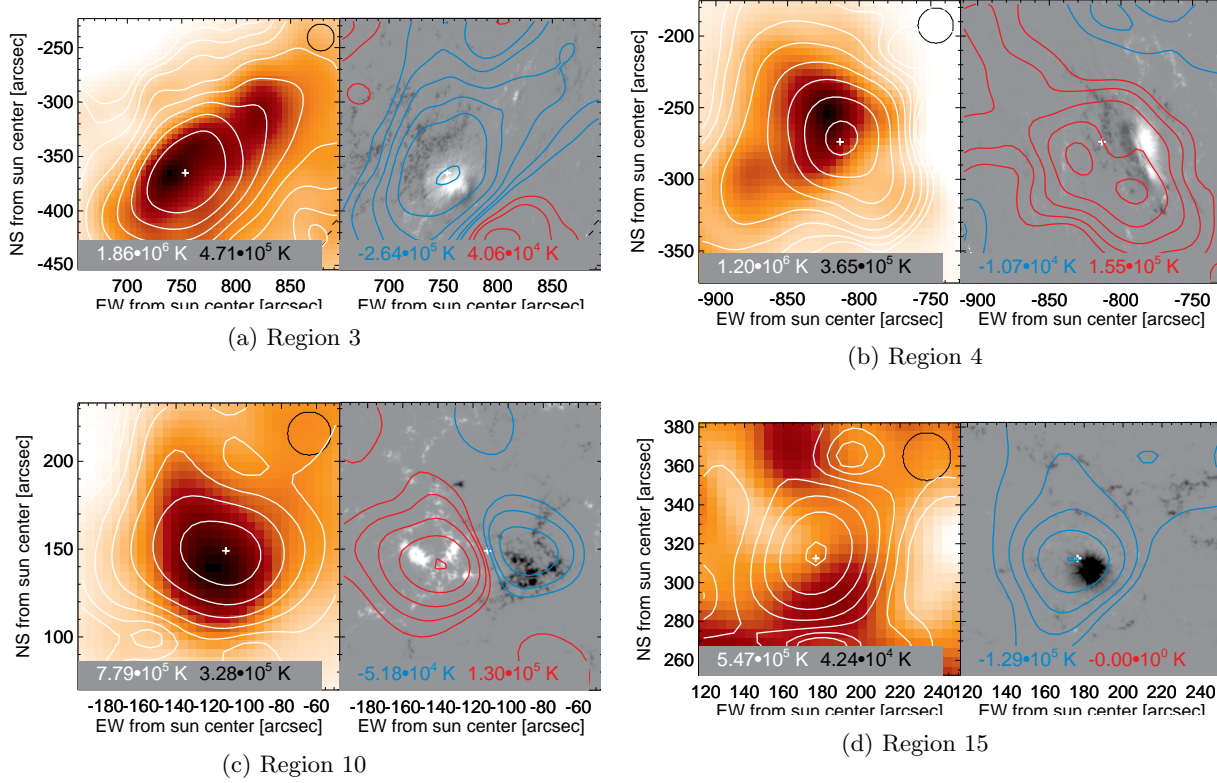 -250
-300
-350
-400
-450
NS from sun center [arcsec]
1.86•10⁶ K 4.71•10⁵ K
-2.64•10⁵ K 4.06•10⁴ K
700 750 800 850
700 750 800 850
EW from sun center [arcsec]
EW from sun center [arcsec]
(a) Region 3
-200
-250
-300
-350
NS from sun center [arcsec]
1.20•10⁶ K 3.65•10⁵ K
-1.07•10⁴ K 1.55•10⁵ K
-900 -850 -800 -750
-900 -850 -800 -750
EW from sun center [arcsec]
EW from sun center [arcsec]
(b) Region 4
200
150
100
NS from sun center [arcsec]
7.79•10⁵ K 3.28•10⁵ K
-5.18•10⁴ K 1.30•10⁵ K
-180 -160 -140 -120 -100 -80 -60
-180 -160 -140 -120 -100 -80 -60
EW from sun center [arcsec]
EW from sun center [arcsec]
(c) Region 10
380
360
340
320
300
280
260
NS from sun center [arcsec]
5.47•10⁵ K 4.24•10⁴ K
-1.29•10⁵ K -0.00•10⁰ K
120 140 160 180 200 220 240
120 140 160 180 200 220 240
EW from sun center [arcsec]
EW from sun center [arcsec]
(d) Region 15